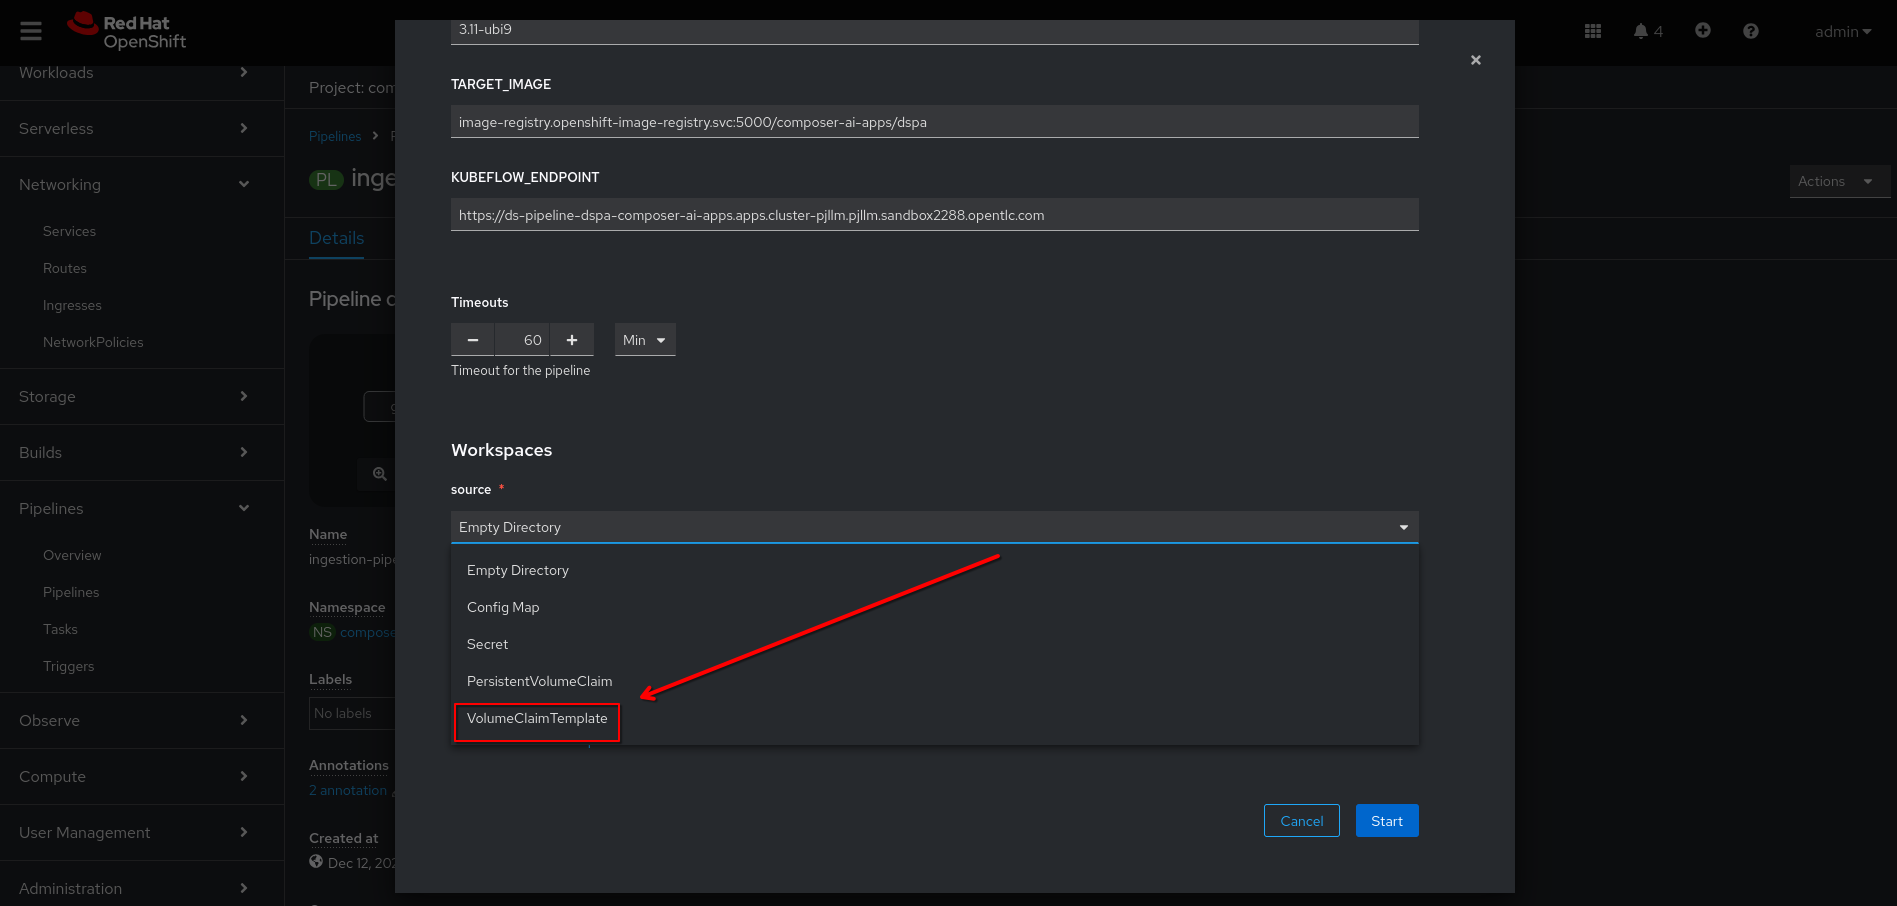 Red Hat
OpenShift
4
admin
Workloads
Serverless
Networking
Services
Routes
Ingresses
NetworkPolicies
Storage
Builds
Pipelines
Overview
Pipelines
Tasks
Triggers
Observe
Compute
User Management
Administration
Project: com
Pipelines
PL inge
Actions
Details
Pipeline d
Name
ingestion-pipe
Namespace
NS compose
Labels
No labels
Annotations
2 annotation
Created at
Dec 12, 202
3.11-ubi9
TARGET_IMAGE
image-registry.openshift-image-registry.svc:5000/composer-ai-apps/dspa
KUBEFLOW_ENDPOINT
https://ds-pipeline-dspa-composer-ai-apps.apps.cluster-pjllm.pjllm.sandbox2288.opentlc.com
Timeouts
60
Min
Timeout for the pipeline
Workspaces
source *
Empty Directory
Empty Directory
Config Map
Secret
PersistentVolumeClaim
VolumeClaimTemplate
Cancel
Start